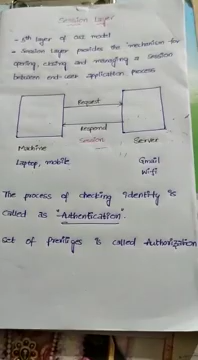 Session Layer
- 5th layer of OSI model
- Session Layer provides the mechanism for
opening, closing and managing a session
between end-user application process
Request
Respond
Session
Machine
Laptop, mobile
Server
Gmail
Wifi
The process of checking Identity is
called as "Authentication".
Set of Previliges is called Authorization